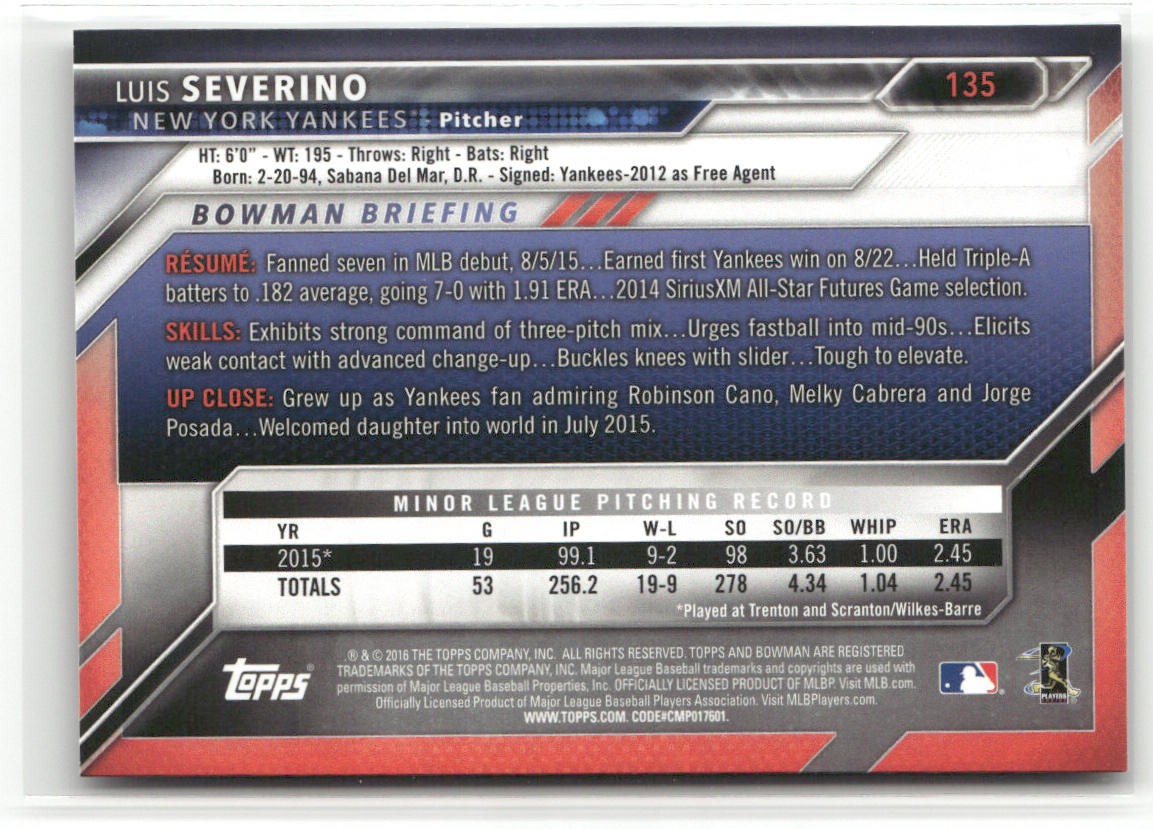 LUIS SEVERINO
135
NEW YORK YANKEES - Pitcher
HT: 6'0" - WT: 195 - Throws: Right - Bats: Right
Born: 2-20-94, Sabana Del Mar, D.R. - Signed: Yankees-2012 as Free Agent
BOWMAN BRIEFING
RÉSUMÉ: Fanned seven in MLB debut, 8/5/15...Earned first Yankees win on 8/22...Held Triple-A
batters to .182 average, going 7-0 with 1.91 ERA...2014 SiriusXM All-Star Futures Game selection.
SKILLS: Exhibits strong command of three-pitch mix...Urges fastball into mid-90s...Elicits
weak contact with advanced change-up...Buckles knees with slider...Tough to elevate.
UP CLOSE: Grew up as Yankees fan admiring Robinson Cano, Melky Cabrera and Jorge
Posada...Welcomed daughter into world in July 2015.
MINOR LEAGUE PITCHING RECORD
YR G IP W-L SO SO/BB WHIP ERA
2015* 19 99.1 9-2 98 3.63 1.00 2.45
TOTALS 53 256.2 19-9 278 4.34 1.04 2.45
*Played at Trenton and Scranton/Wilkes-Barre
® & © 2016 THE TOPPS COMPANY, INC. ALL RIGHTS RESERVED. TOPPS AND BOWMAN ARE REGISTERED
TRADEMARKS OF THE TOPPS COMPANY, INC. Major League Baseball trademarks and copyrights are used with
permission of Major League Baseball Properties, Inc. OFFICIALLY LICENSED PRODUCT OF MLBP. Visit MLB.com.
Officially Licensed Product of Major League Baseball Players Association. Visit MLBPlayers.com.
WWW.TOPPS.COM. CODE#CMP017601.
Topps®
PLAYERS